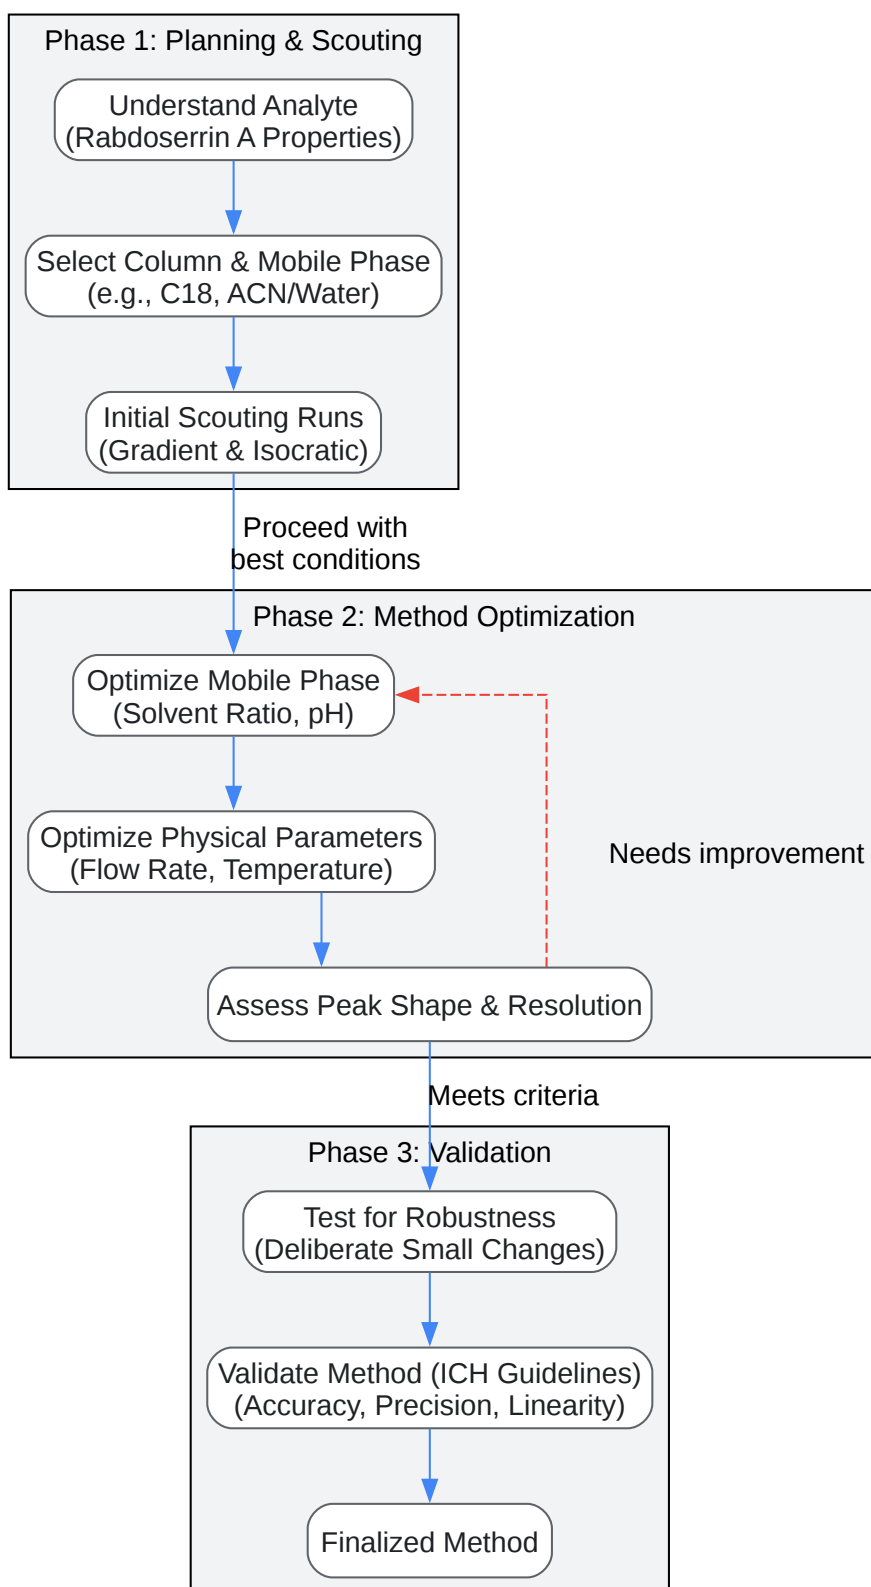 Phase 1: Planning & Scouting
Understand Analyte
(Rabdoserrin A Properties)
Select Column & Mobile Phase
(e.g., C18, ACN/Water)
Initial Scouting Runs
(Gradient & Isocratic)
Proceed with
best conditions
Phase 2: Method Optimization
Optimize Mobile Phase
(Solvent Ratio, pH)
Optimize Physical Parameters
(Flow Rate, Temperature)
Needs improvement
Assess Peak Shape & Resolution
Meets criteria
Phase 3: Validation
Test for Robustness
(Deliberate Small Changes)
Validate Method (ICH Guidelines)
(Accuracy, Precision, Linearity)
Finalized Method